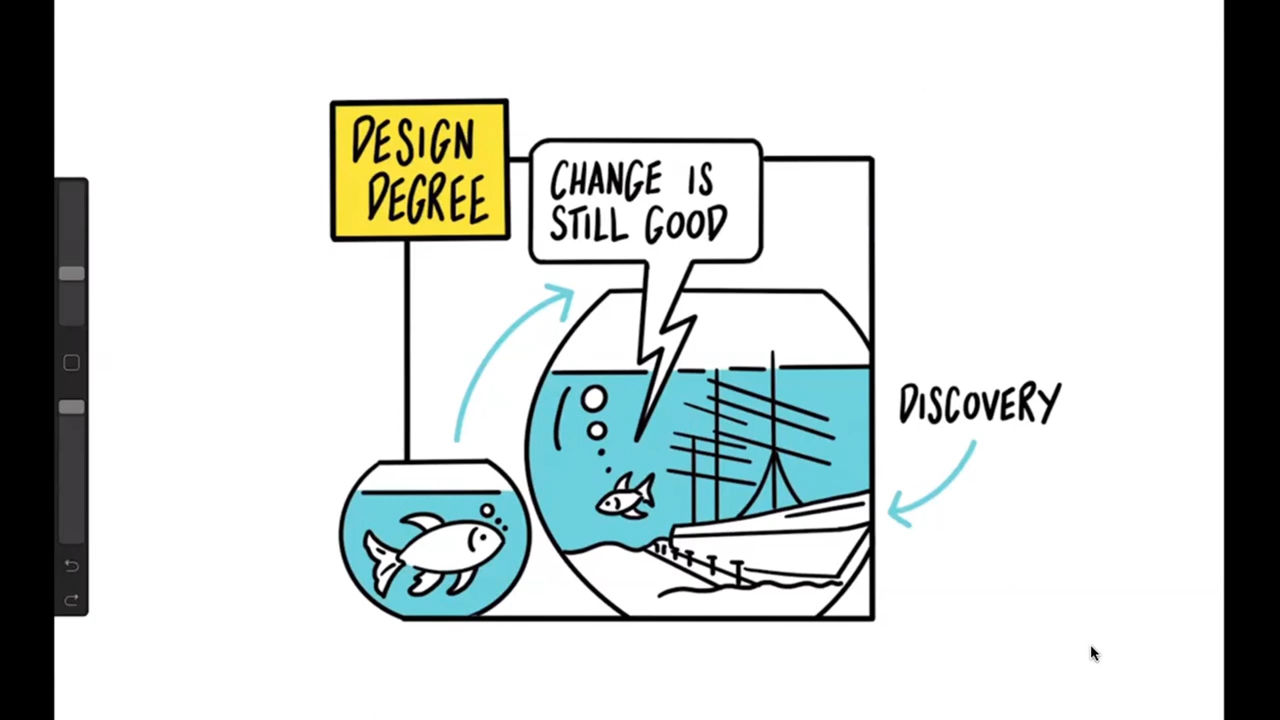 DESIGN
DEGREE
CHANGE IS
STILL GOOD
DISCOVERY